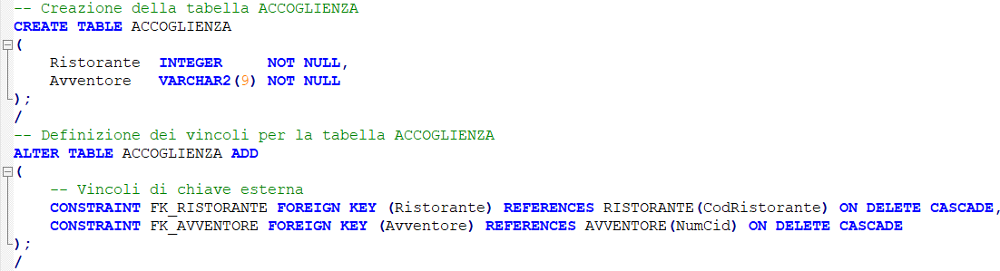 -- Creazione della tabella ACCOGLIENZA
CREATE TABLE ACCOGLIENZA
(
    Ristorante  INTEGER     NOT NULL,
    Avventore   VARCHAR2(9) NOT NULL
);
/
-- Definizione dei vincoli per la tabella ACCOGLIENZA
ALTER TABLE ACCOGLIENZA ADD
(
    -- Vincoli di chiave esterna
    CONSTRAINT FK_RISTORANTE FOREIGN KEY (Ristorante) REFERENCES RISTORANTE(CodRistorante) ON DELETE CASCADE,
    CONSTRAINT FK_AVVENTORE FOREIGN KEY (Avventore) REFERENCES AVVENTORE(NumCid) ON DELETE CASCADE
);
/